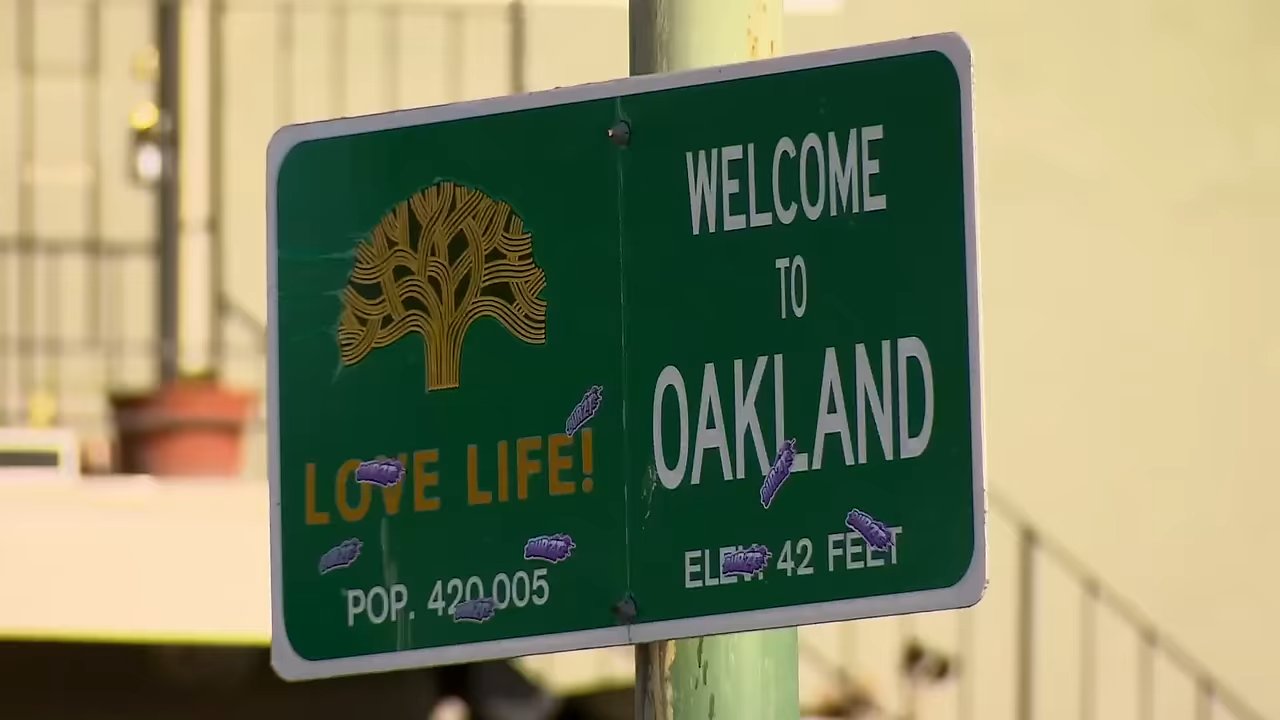 LOVE LIFE!
POP. 420,005
WELCOME
TO
OAKLAND
ELEV. 42 FEET